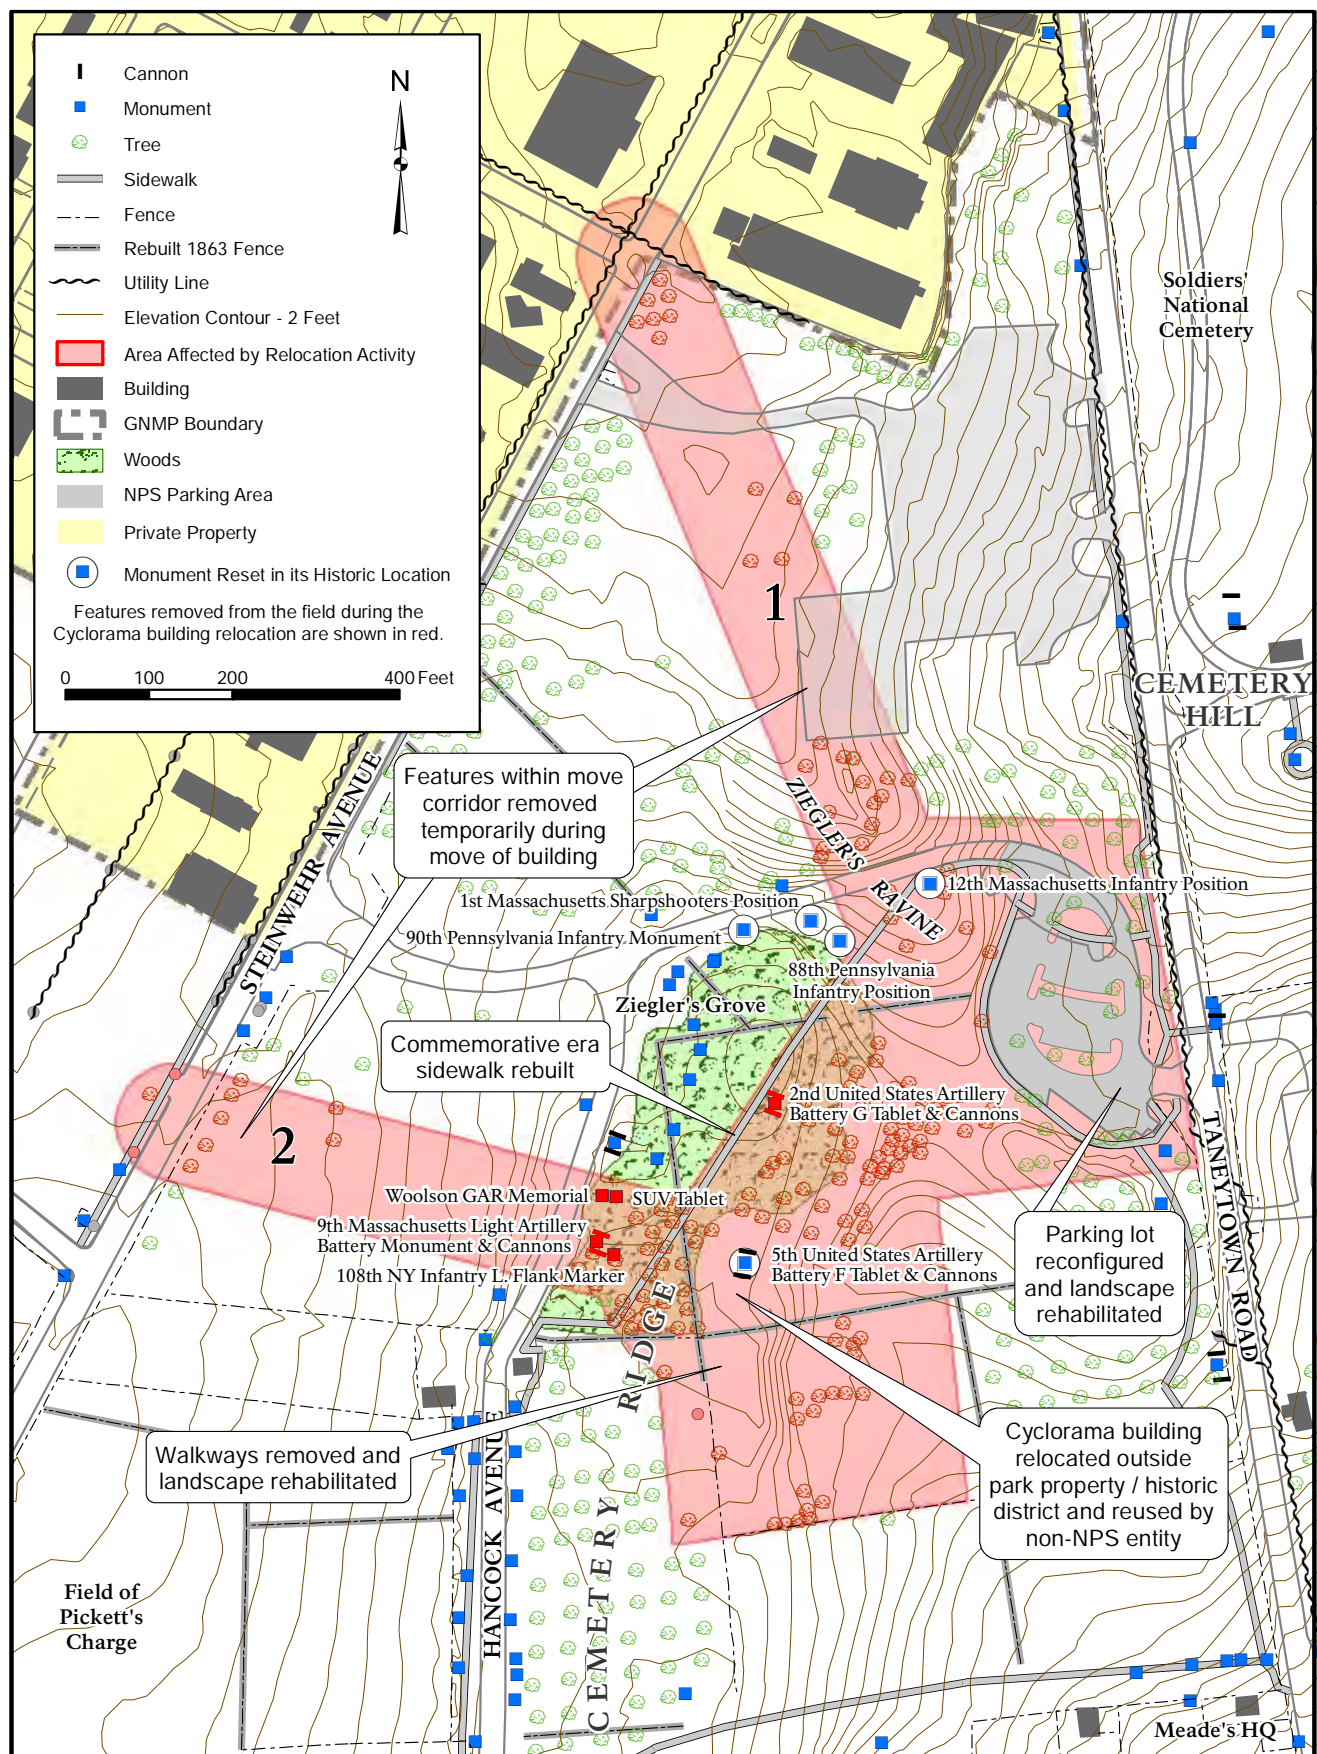 N
Cannon
Monument
Tree
Sidewalk
Fence
Rebuilt 1863 Fence
Utility Line
Elevation Contour - 2 Feet
Area Affected by Relocation Activity
Building
GNMP Boundary
Woods
NPS Parking Area
Private Property
Monument Reset in its Historic Location
Features removed from the field during the
Cyclorama building relocation are shown in red.
0 100 200 400 Feet
Soldiers'
National
Cemetery
1
CEMETERY
HILL
STEINWEHR AVENUE
Features within move
corridor removed
temporarily during
move of building
ZIEGLER'S RAVINE
12th Massachusetts Infantry Position
1st Massachusetts Sharpshooters Position
90th Pennsylvania Infantry Monument
88th Pennsylvania
Infantry Position
Ziegler's Grove
Commemorative era
sidewalk rebuilt
2nd United States Artillery
Battery G Tablet & Cannons
2
TANEYTOWN ROAD
Woolson GAR Memorial
SUV Tablet
9th Massachusetts Light Artillery
Battery Monument & Cannons
108th NY Infantry L. Flank Marker
5th United States Artillery
Battery F Tablet & Cannons
Parking lot
reconfigured
and landscape
rehabilitated
CEMETERY RIDGE
HANCOCK AVENUE
Walkways removed and
landscape rehabilitated
Cyclorama building
relocated outside
park property / historic
district and reused by
non-NPS entity
Field of
Pickett's
Charge
Meade's HQ